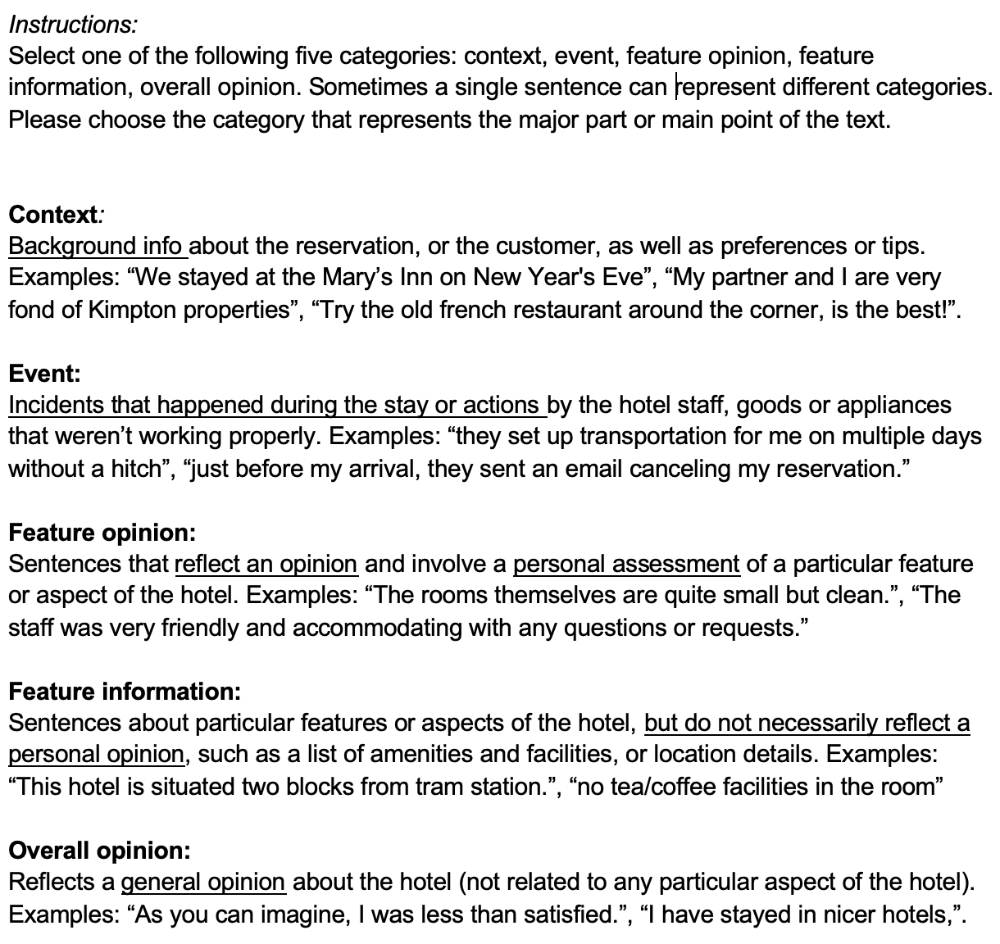 Instructions:
Select one of the following five categories: context, event, feature opinion, feature
information, overall opinion. Sometimes a single sentence can represent different categories.
Please choose the category that represents the major part or main point of the text.
Context:
Background info about the reservation, or the customer, as well as preferences or tips.
Examples: “We stayed at the Mary’s Inn on New Year's Eve”, “My partner and I are very
fond of Kimpton properties”, “Try the old french restaurant around the corner, is the best!”.
Event:
Incidents that happened during the stay or actions by the hotel staff, goods or appliances
that weren’t working properly. Examples: “they set up transportation for me on multiple days
without a hitch”, “just before my arrival, they sent an email canceling my reservation.”
Feature opinion:
Sentences that reflect an opinion and involve a personal assessment of a particular feature
or aspect of the hotel. Examples: “The rooms themselves are quite small but clean.”, “The
staff was very friendly and accommodating with any questions or requests.”
Feature information:
Sentences about particular features or aspects of the hotel, but do not necessarily reflect a
personal opinion, such as a list of amenities and facilities, or location details. Examples:
“This hotel is situated two blocks from tram station.”, “no tea/coffee facilities in the room”
Overall opinion:
Reflects a general opinion about the hotel (not related to any particular aspect of the hotel).
Examples: “As you can imagine, I was less than satisfied.”, “I have stayed in nicer hotels,”.